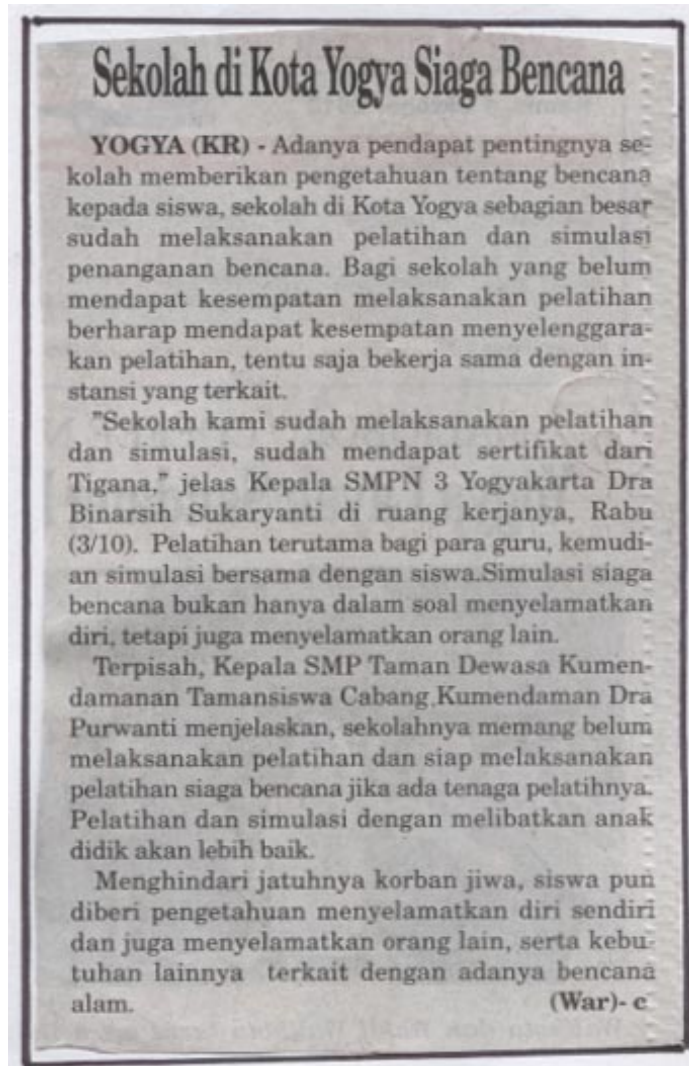 Sekolah di Kota Yogya Siaga Bencana
YOGYA (KR) - Adanya pendapat pentingnya se-
kolah memberikan pengetahuan tentang bencana
kepada siswa, sekolah di Kota Yogya sebagian besar
sudah melaksanakan pelatihan dan simulasi
penanganan bencana. Bagi sekolah yang belum
mendapat kesempatan melaksanakan pelatihan
berharap mendapat kesempatan menyelenggara-
kan pelatihan, tentu saja bekerja sama dengan in-
stansi yang terkait.
"Sekolah kami sudah melaksanakan pelatihan
dan simulasi, sudah mendapat sertifikat dari
Tigana," jelas Kepala SMPN 3 Yogyakarta Dra
Binarsih Sukaryanti di ruang kerjanya, Rabu
(3/10). Pelatihan terutama bagi para guru, kemudi-
an simulasi bersama dengan siswa.Simulasi siaga
bencana bukan hanya dalam soal menyelamatkan
diri, tetapi juga menyelamatkan orang lain.
Terpisah, Kepala SMP Taman Dewasa Kumen-
damanan Tamansiswa Cabang Kumendaman Dra
Purwanti menjelaskan, sekolahnya memang belum
melaksanakan pelatihan dan siap melaksanakan
pelatihan siaga bencana jika ada tenaga pelatihnya.
Pelatihan dan simulasi dengan melibatkan anak
didik akan lebih baik.
Menghindari jatuhnya korban jiwa, siswa pun
diberi pengetahuan menyelamatkan diri sendiri
dan juga menyelamatkan orang lain, serta kebu-
tuhan lainnya terkait dengan adanya bencana
alam. (War)- c